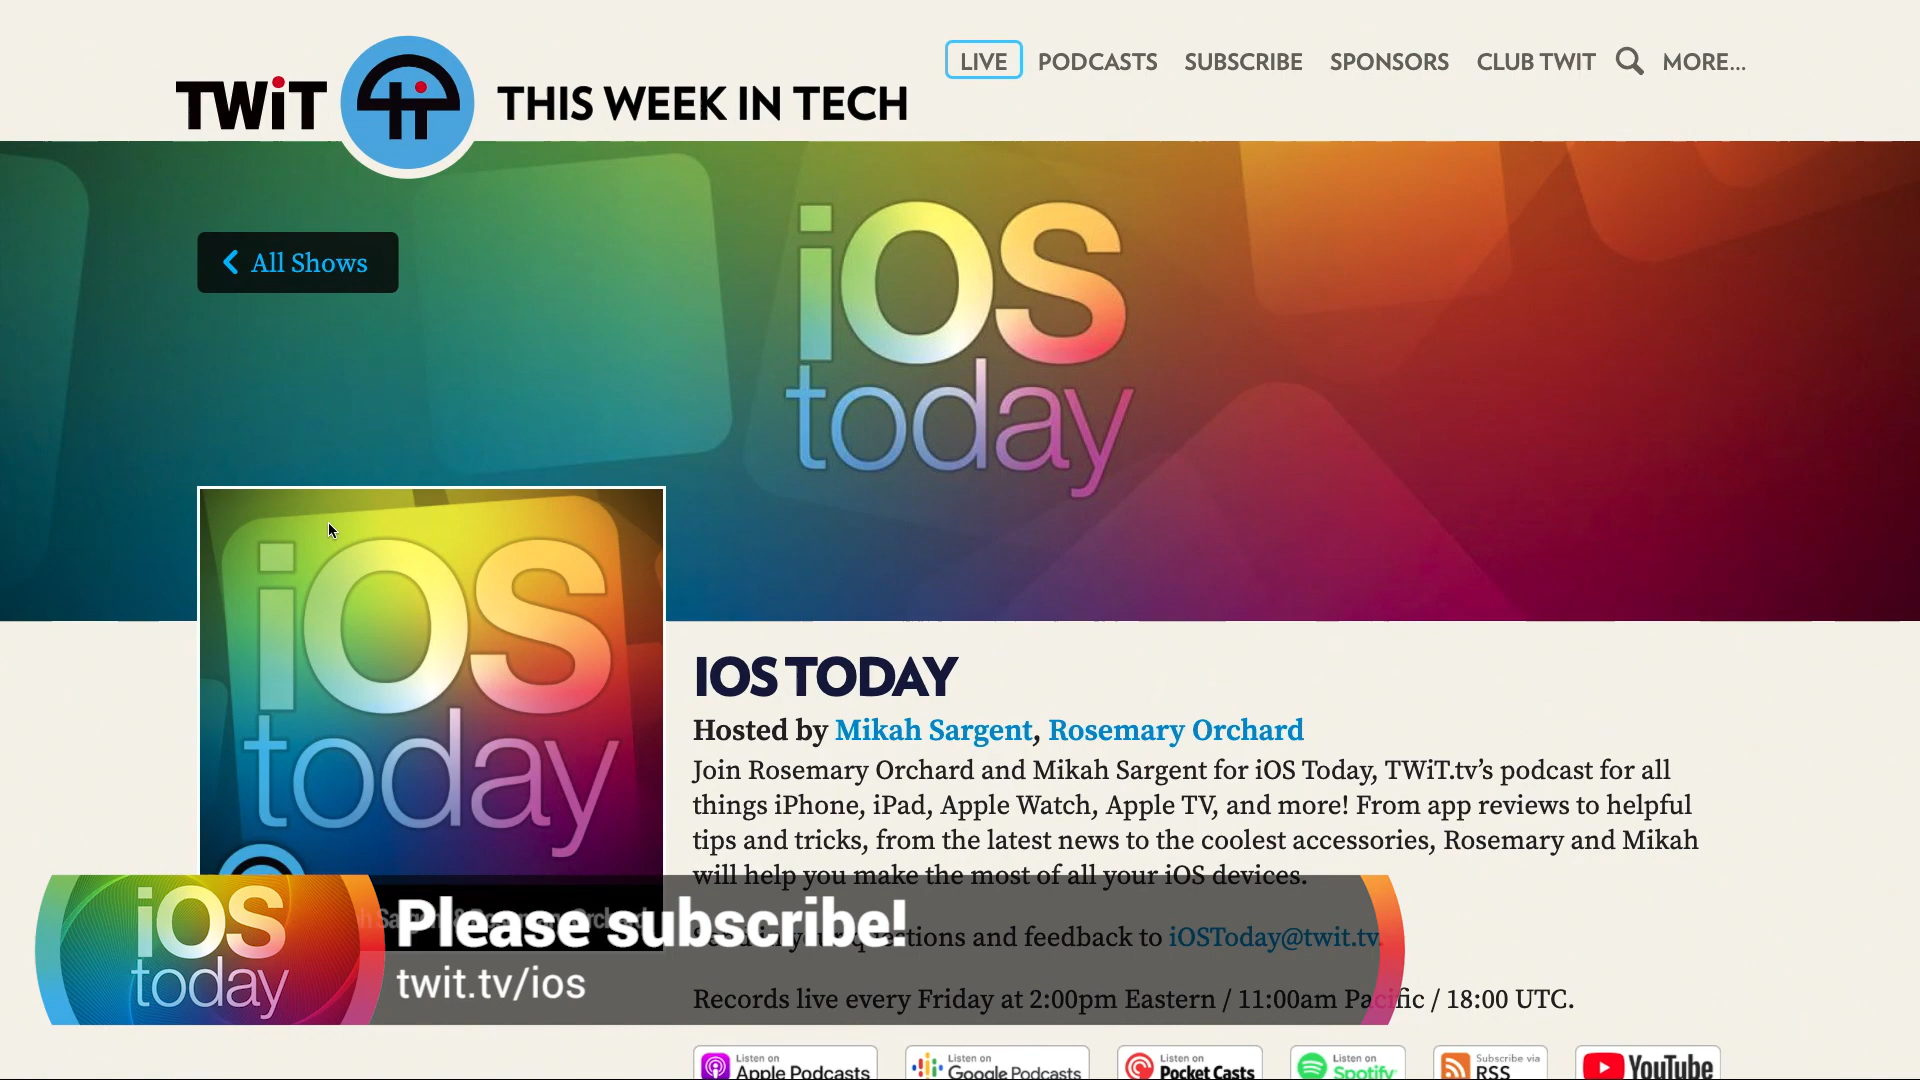 TWiT
THIS WEEK IN TECH
LIVE
PODCASTS
SUBSCRIBE
SPONSORS
CLUB TWIT
MORE...
All Shows
iOS
today
iOS
today
IOS TODAY
Hosted by Mikah Sargent, Rosemary Orchard
Join Rosemary Orchard and Mikah Sargent for iOS Today, TWiT.tv’s podcast for all
things iPhone, iPad, Apple Watch, Apple TV, and more! From app reviews to helpful
tips and tricks, from the latest news to the coolest accessories, Rosemary and Mikah
will help you make the most of all your iOS devices.
Send in your questions and feedback to iOSToday@twit.tv.
Records live every Friday at 2:00pm Eastern / 11:00am Pacific / 18:00 UTC.
iOS
today
Please subscribe!
twit.tv/ios
Listen on
Apple Podcasts
Listen on
Google Podcasts
Listen on
Pocket Casts
Listen on
Spotify
Subscribe via
RSS
YouTube